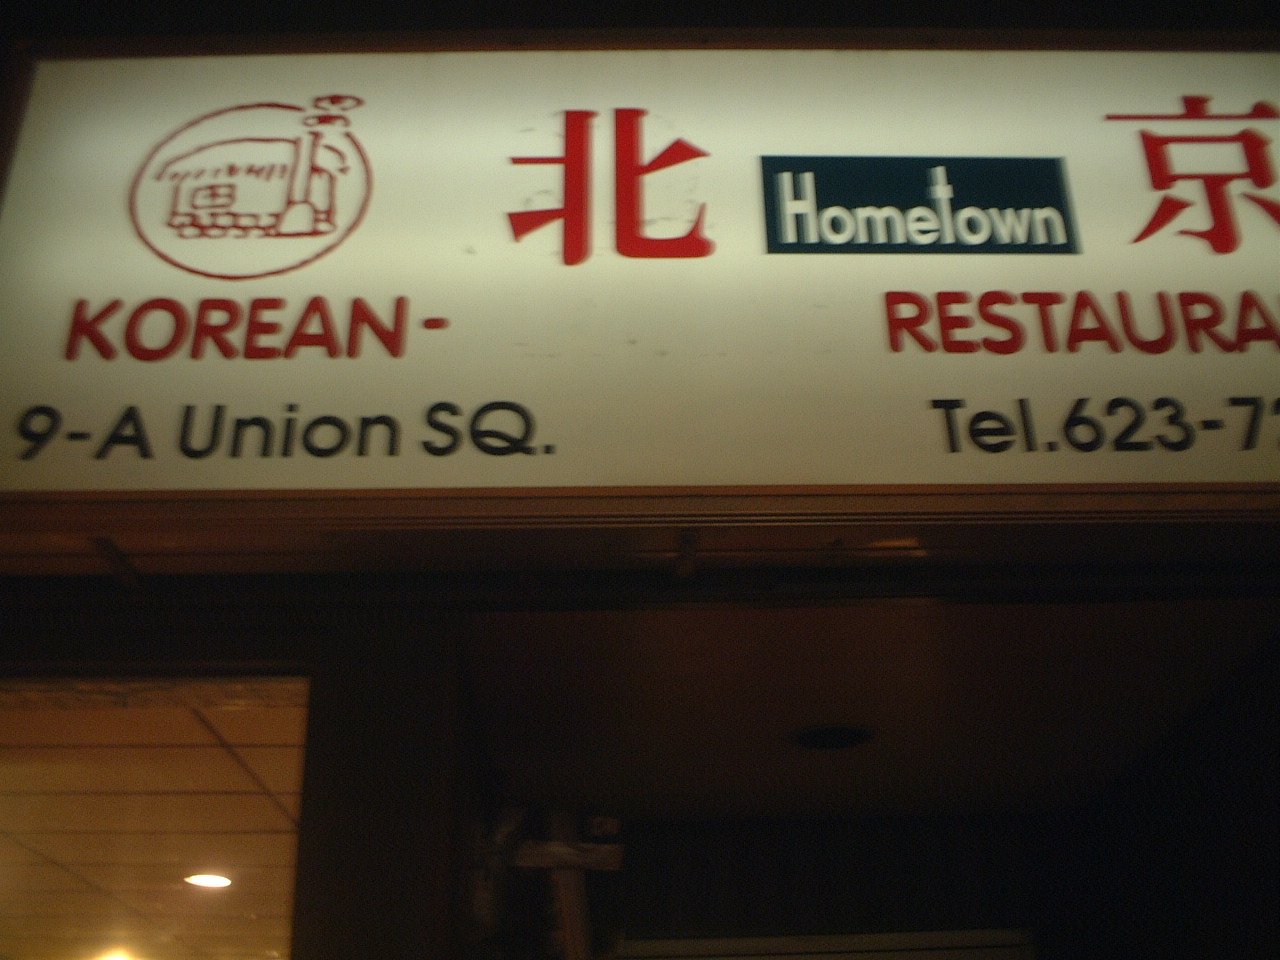 北 Hometown 京
KOREAN- RESTAURA
9-A Union SQ. Tel.623-7